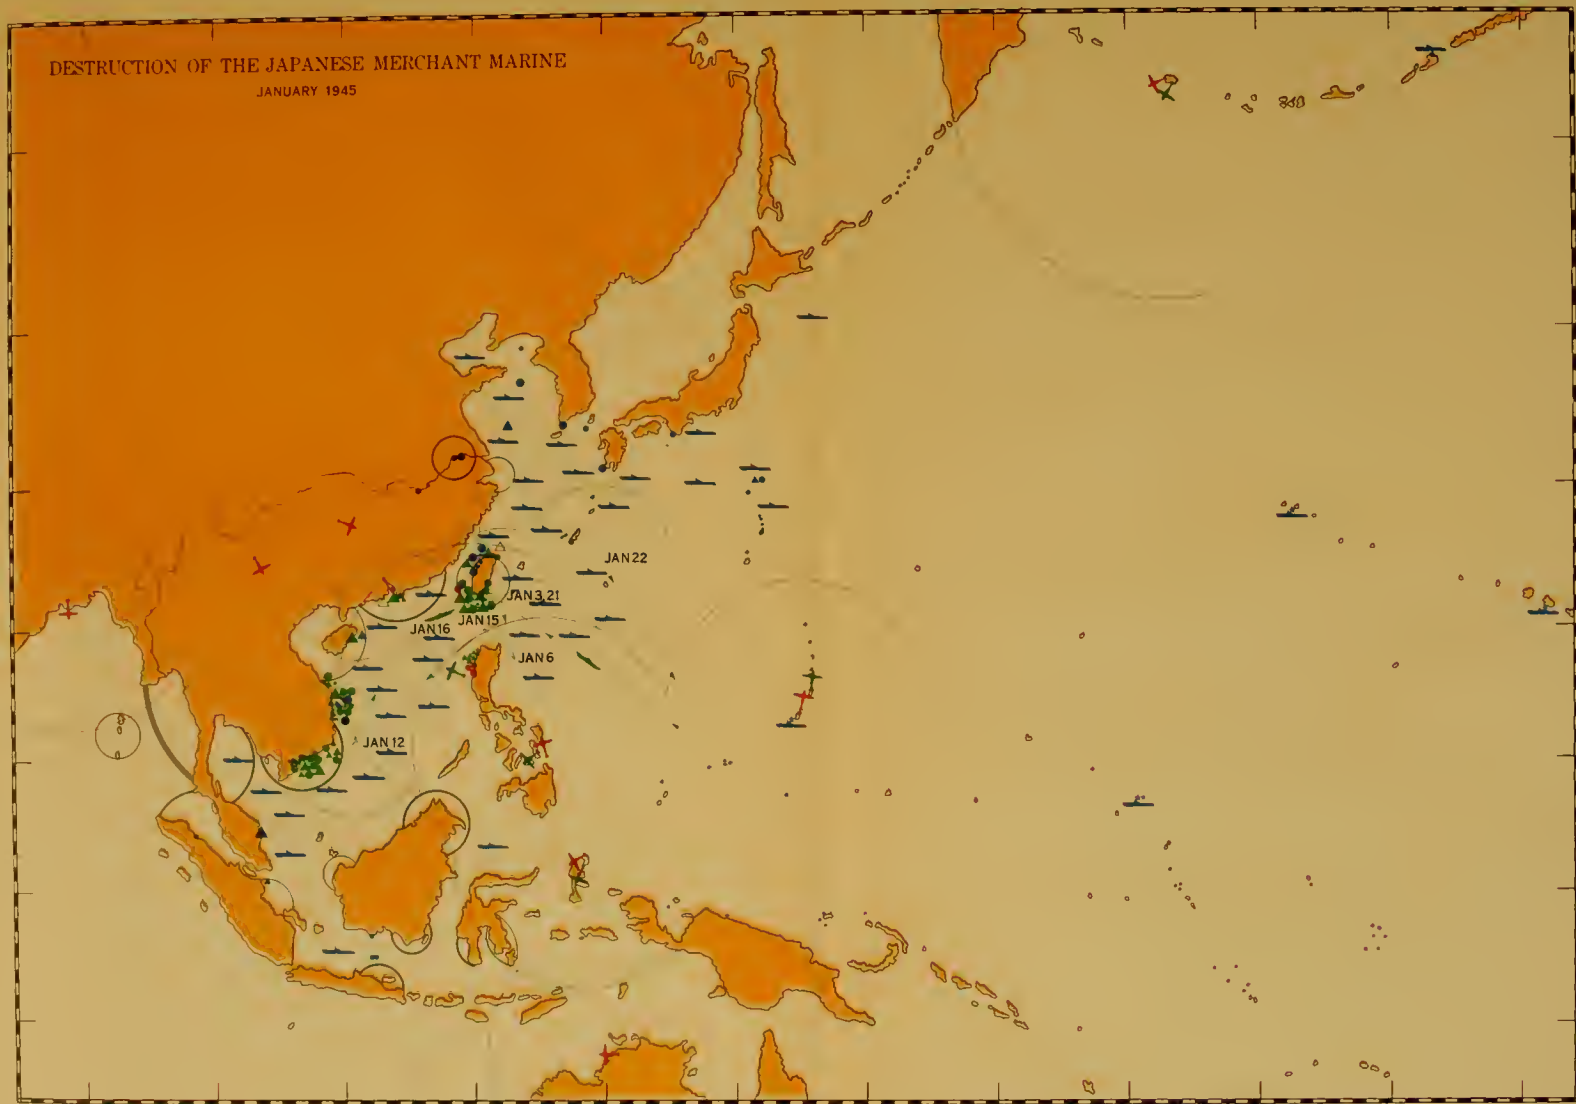 DESTRUCTION OF THE JAPANESE MERCHANT MARINE
JANUARY 1945
JAN 22
JAN 3, 21
JAN 16
JAN 15
JAN 6
JAN 12